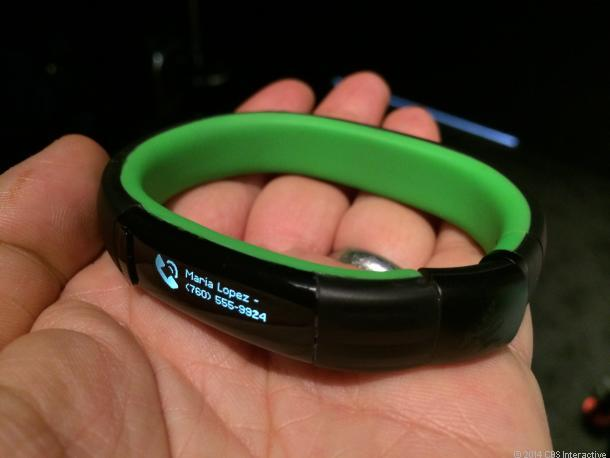 Maria Lopez -
(760) 555-9924
© 2014 CBS Interactive